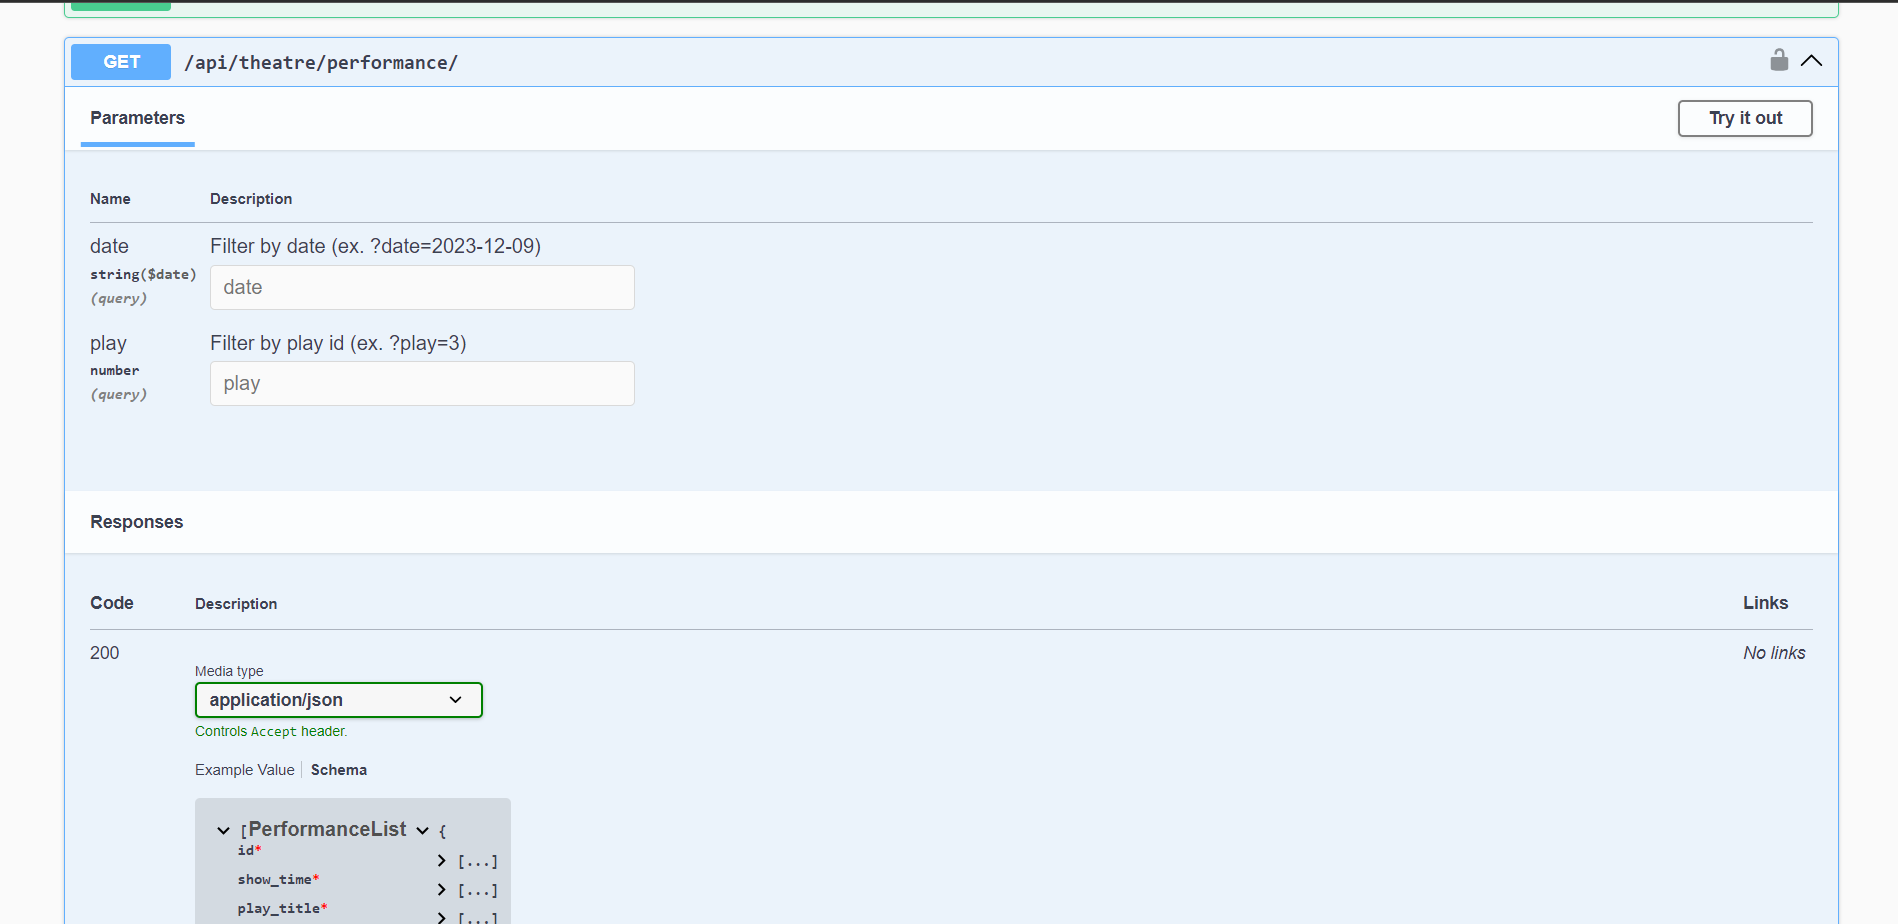 GET /api/theatre/performance/
Parameters
Try it out
Name Description
date Filter by date (ex. ?date=2023-12-09)
string($date)
(query)
date
play Filter by play id (ex. ?play=3)
number
(query)
play
Responses
Code Description Links
200 No links
Media type
application/json
Controls Accept header.
Example Value Schema
[PerformanceList {
id* [...]
show_time* [...]
play_title* [...]